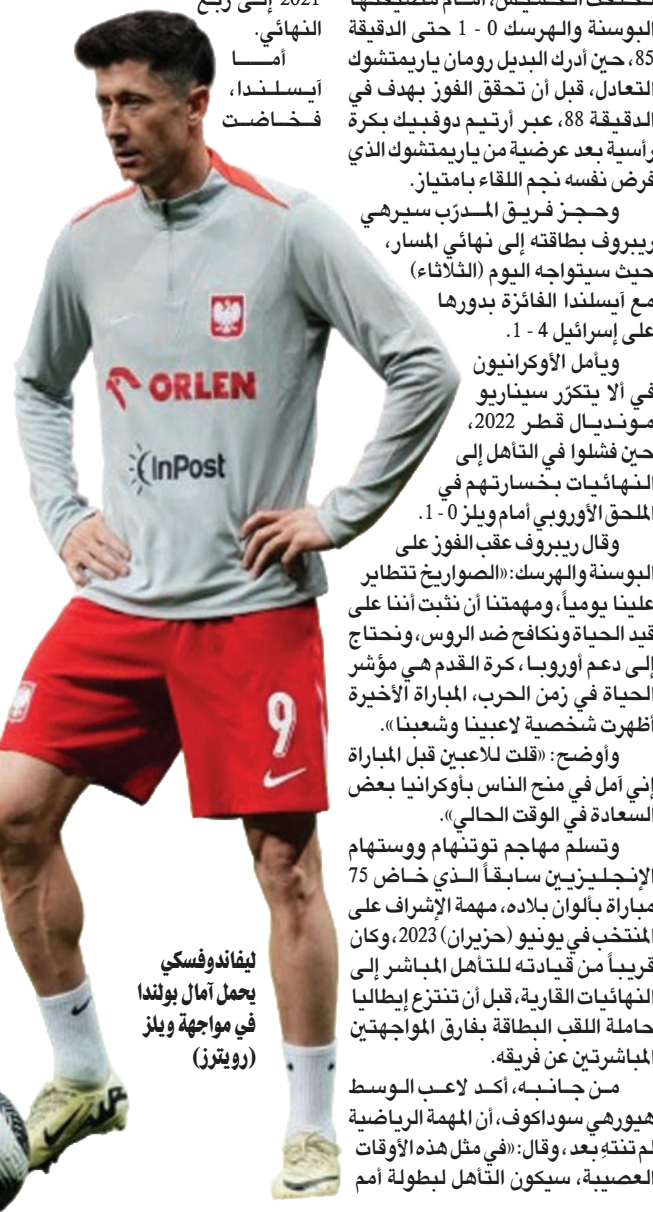 البوسنة والهرسك 0 - 1 حتى الدقيقة
85، حين أدرك البديل رومان ياريمتشوك
التعادل، قبل أن تحقق الفوز بهدف في
الدقيقة 88، عبر أرتيم دوفبيك بكرة
رأسية بعد عرضية من ياريمتشوك الذي
فرض نفسه نجم اللقاء بامتياز.
وحجز فريق المدرّب سيرهي
ريبروف بطاقته إلى نهائي المسار،
حيث سيتواجه اليوم (الثلاثاء)
مع آيسلندا الفائزة بدورها
على إسرائيل 4 - 1.
ويأمل الأوكرانيون
في ألا يتكرّر سيناريو
مونديال قطر 2022،
حين فشلوا في التأهل إلى
النهائيات بخسارتهم في
الملحق الأوروبي أمام ويلز 0 - 1.
وقال ريبروف عقب الفوز على
البوسنة والهرسك: «الصواريخ تتطاير
علينا يومياً، ومهمتنا أن نثبت أننا على
قيد الحياة ونكافح ضد الروس، ونحتاج
إلى دعم أوروبا، كرة القدم هي مؤشر
الحياة في زمن الحرب، المباراة الأخيرة
أظهرت شخصية لاعبينا وشعبنا».
وأوضح: «قلت للاعبين قبل المباراة
إني آمل في منح الناس بأوكرانيا بعض
السعادة في الوقت الحالي».
وتسلم مهاجم توتنهام ووستهام
الإنجليزيين سابقاً الذي خاض 75
مباراة بألوان بلاده، مهمة الإشراف على
المنتخب في يونيو (حزيران) 2023، وكان
قريباً من قيادته للتأهل المباشر إلى
النهائيات القارية، قبل أن تنتزع إيطاليا
حاملة اللقب البطاقة بفارق المواجهتين
المباشرتين عن فريقه.
من جانبه، أكد لاعب الوسط
هيورهي سوداكوف، أن المهمة الرياضية
لم تنتهِ بعد، وقال: «في مثل هذه الأوقات
العصيبة، سيكون التأهل لبطولة أمم
2021 إلى ربع
النهائي.
أما
آيسلندا،
فخاضت
ORLEN
InPost
9
ليفاندوفسكي
يحمل آمال بولندا
في مواجهة ويلز
(رويترز)